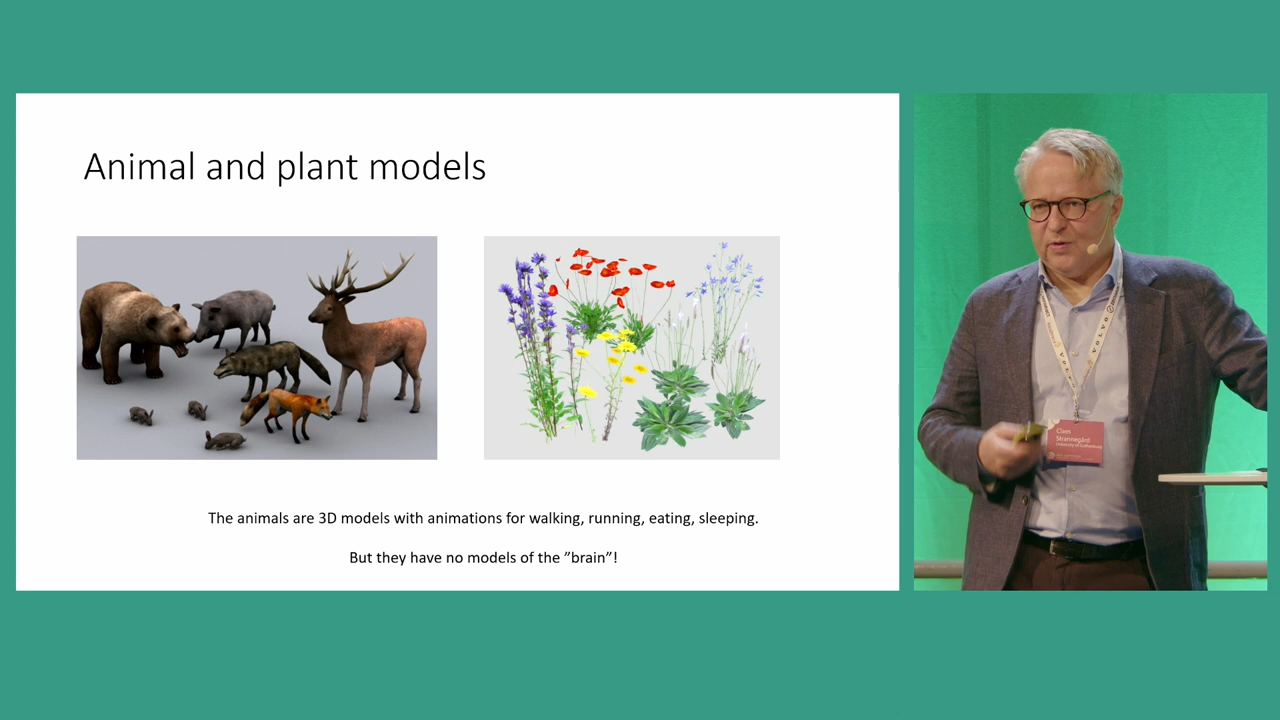 Animal and plant models
The animals are 3D models with animations for walking, running, eating, sleeping.
But they have no models of the ”brain”!
VOLVO
Claes
Strannegård
University of Gothenburg